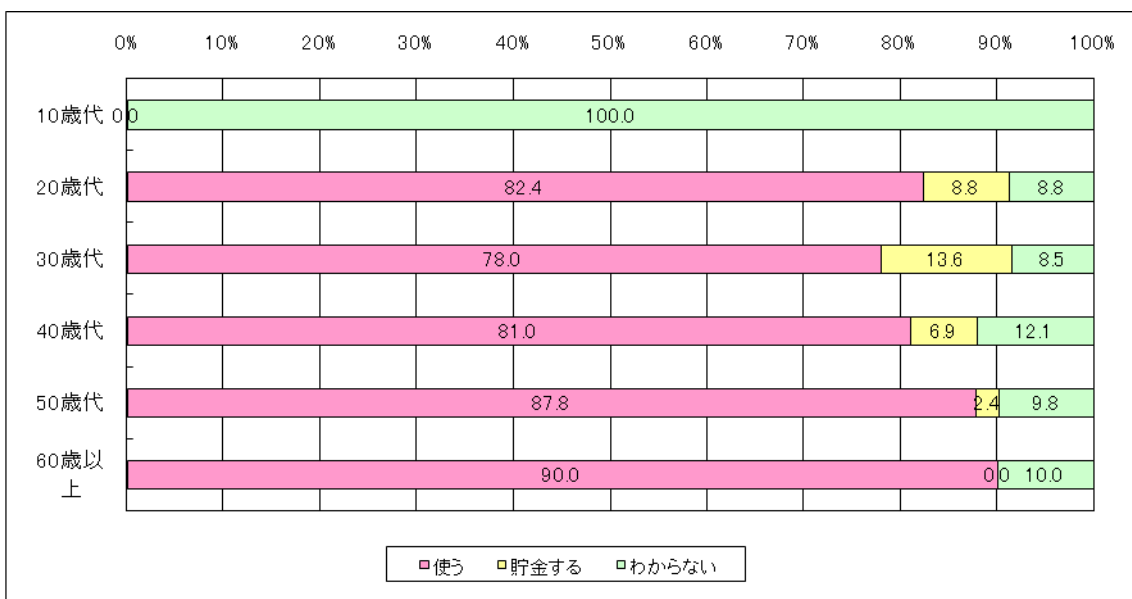 0% 10% 20% 30% 40% 50% 60% 70% 80% 90% 100%
10歳代 0.0 100.0
20歳代 82.4 8.8 8.8
30歳代 78.0 13.6 8.5
40歳代 81.0 6.9 12.1
50歳代 87.8 2.4 9.8
60歳以
上 90.0 0.0 10.0
使う 貯金する わからない